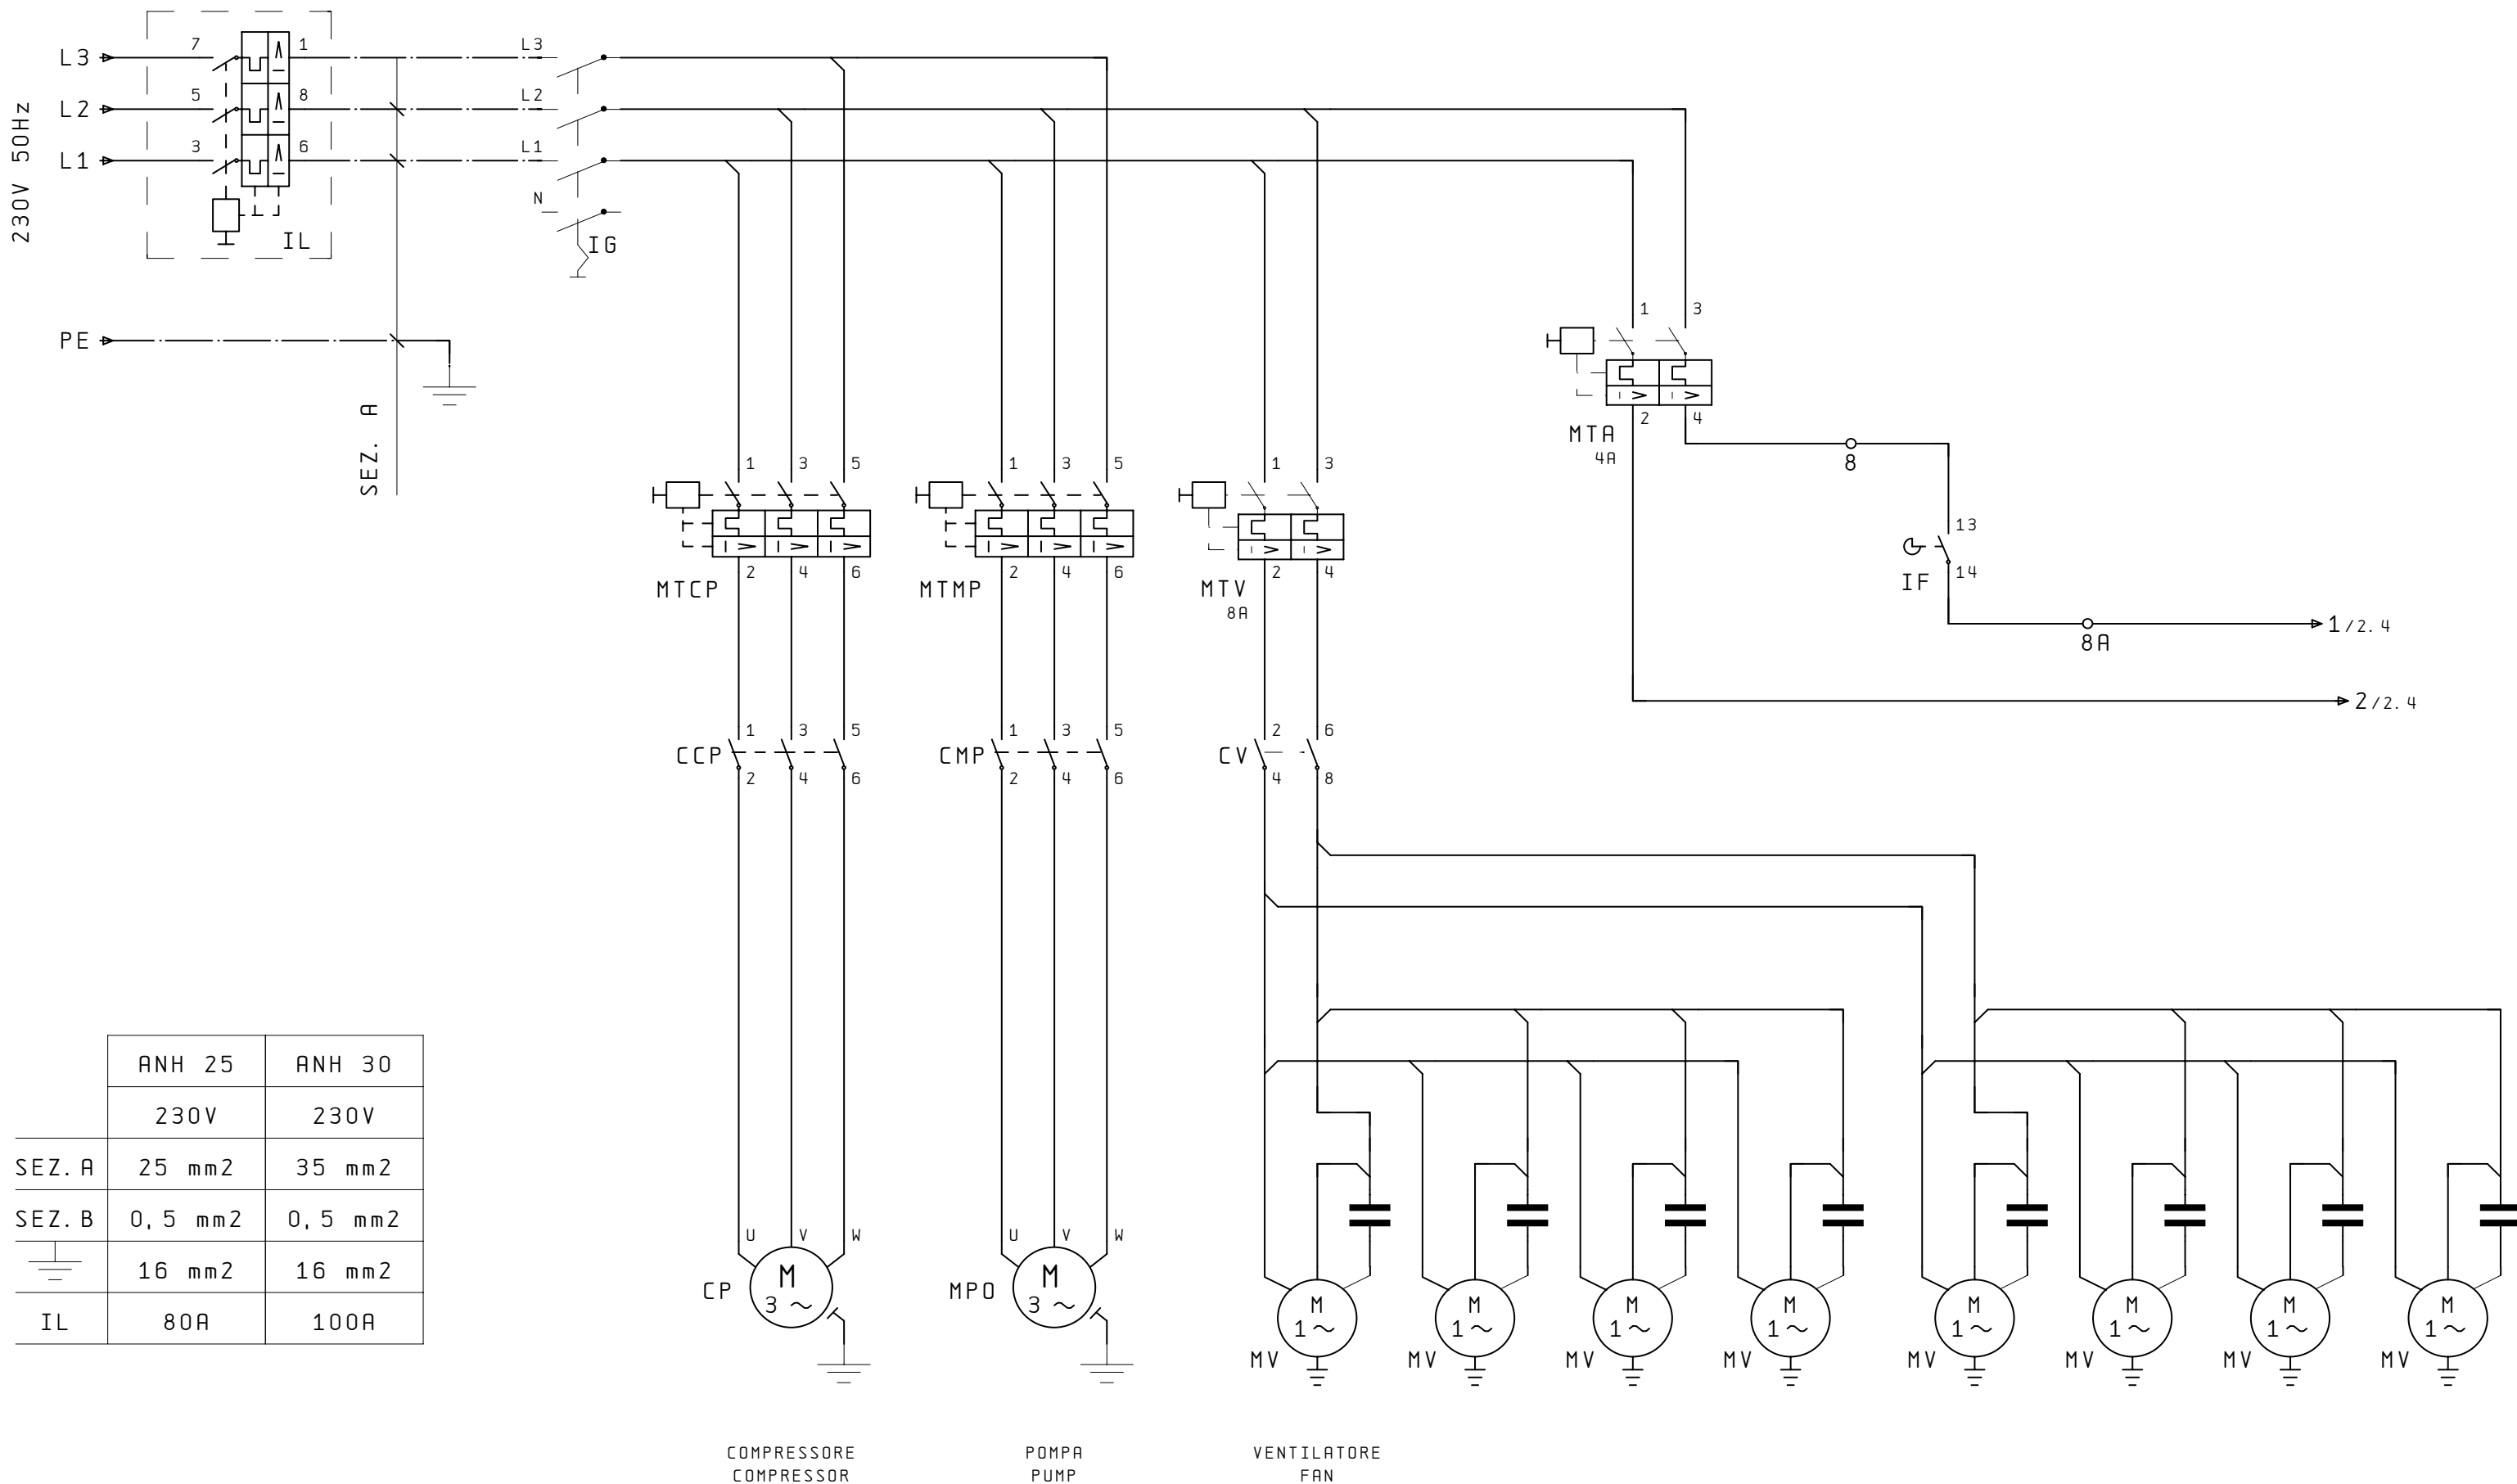 230V 50Hz
L3 7 1 L3
L2 5 8 L2
L1 3 6 L1
N
IL
IG
PE
SEZ. A
1 3
2 4
MTA
4A
8
13
14
IF
8A
1/2.4
2/2.4
1 3 5 1 3 5 1 3
2 4 6 2 4 6 2 4
MTCP MTMP MTV
8A
1 3 5 1 3 5 2 6
CCP CMP CV
2 4 6 2 4 6 4 8
ANH 25 ANH 30
230V 230V
SEZ.A 25 mm2 35 mm2
SEZ.B 0,5 mm2 0,5 mm2
16 mm2 16 mm2
IL 80A 100A
U V W U V W
M M
CP 3~ MPO 3~
M M M M M M M M
1~ 1~ 1~ 1~ 1~ 1~ 1~ 1~
MV MV MV MV MV MV MV MV
COMPRESSORE POMPA VENTILATORE
COMPRESSOR PUMP FAN